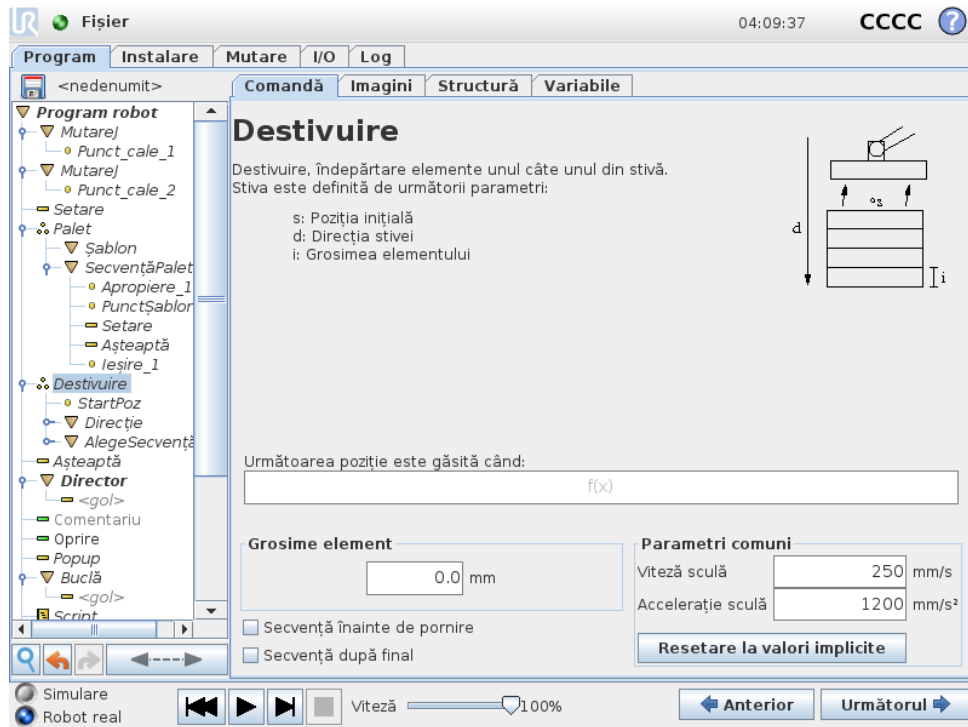 UR Fișier 04:09:37 CCCC ?
Program Instalare Mutare I/O Log
<nedenumit>
Comandă Imagini Structură Variabile
Program robot
MutareJ
Punct_cale_1
MutareJ
Punct_cale_2
Setare
Palet
Șablon
SecvențăPalet
Apropiere_1
PunctȘablon
Setare
Așteaptă
Ieșire_1
Destivuire
StartPoz
Direcție
AlegeSecvență
Așteaptă
Director
<gol>
Comentariu
Oprire
Popup
Buclă
<gol>
Script
Destivuire
Destivuire, îndepărtare elemente unul câte unul din stivă.
Stiva este definită de următorii parametri:
s: Poziția inițială
d: Direcția stivei
i: Grosimea elementului
s
d
i
Următoarea poziție este găsită când:
f(x)
Grosime element
0.0 mm
Secvență înainte de pornire
Secvență după final
Parametri comuni
Viteză sculă 250 mm/s
Accelerație sculă 1200 mm/s²
Resetare la valori implicite
Simulare
Robot real
Viteză 100%
Anterior Următorul